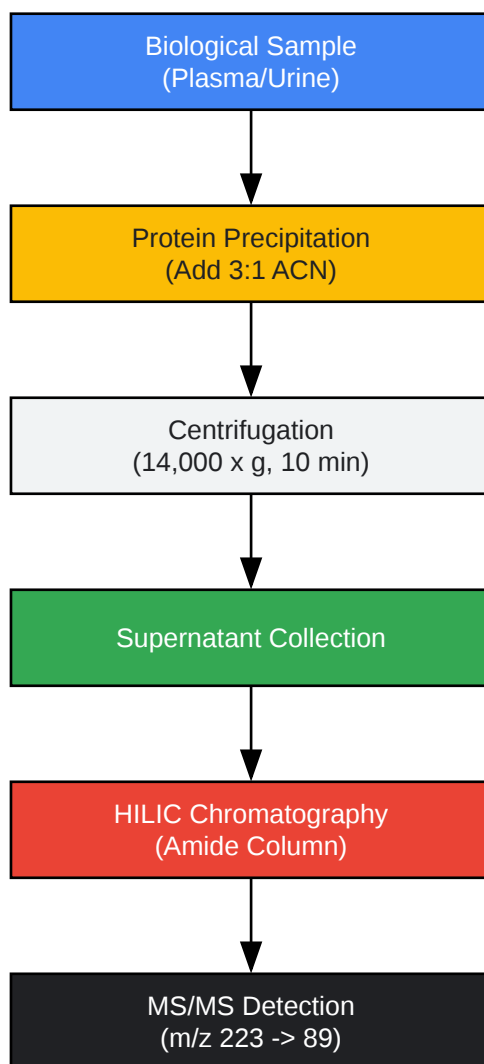 Biological Sample
(Plasma/Urine)
Protein Precipitation
(Add 3:1 ACN)
Centrifugation
(14,000 x g, 10 min)
Supernatant Collection
HILIC Chromatography
(Amide Column)
MS/MS Detection
(m/z 223 -> 89)